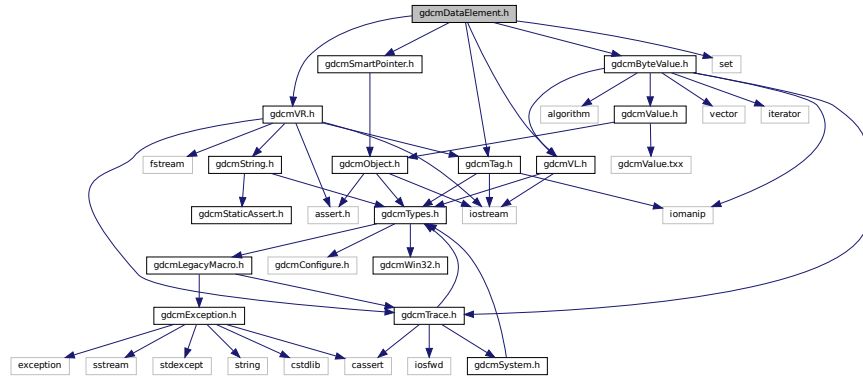 gdcmDataElement.h
gdcmSmartPointer.h
gdcmByteValue.h
set
gdcmVR.h
algorithm
gdcmValue.h
vector
iterator
fstream
gdcmString.h
gdcmObject.h
gdcmTag.h
gdcmVL.h
gdcmValue.txx
gdcmStaticAssert.h
assert.h
gdcmTypes.h
iostream
iomanip
gdcmLegacyMacro.h
gdcmConfigure.h
gdcmWin32.h
gdcmException.h
gdcmTrace.h
exception
sstream
stdexcept
string
cstdlib
cassert
iosfwd
gdcmSystem.h